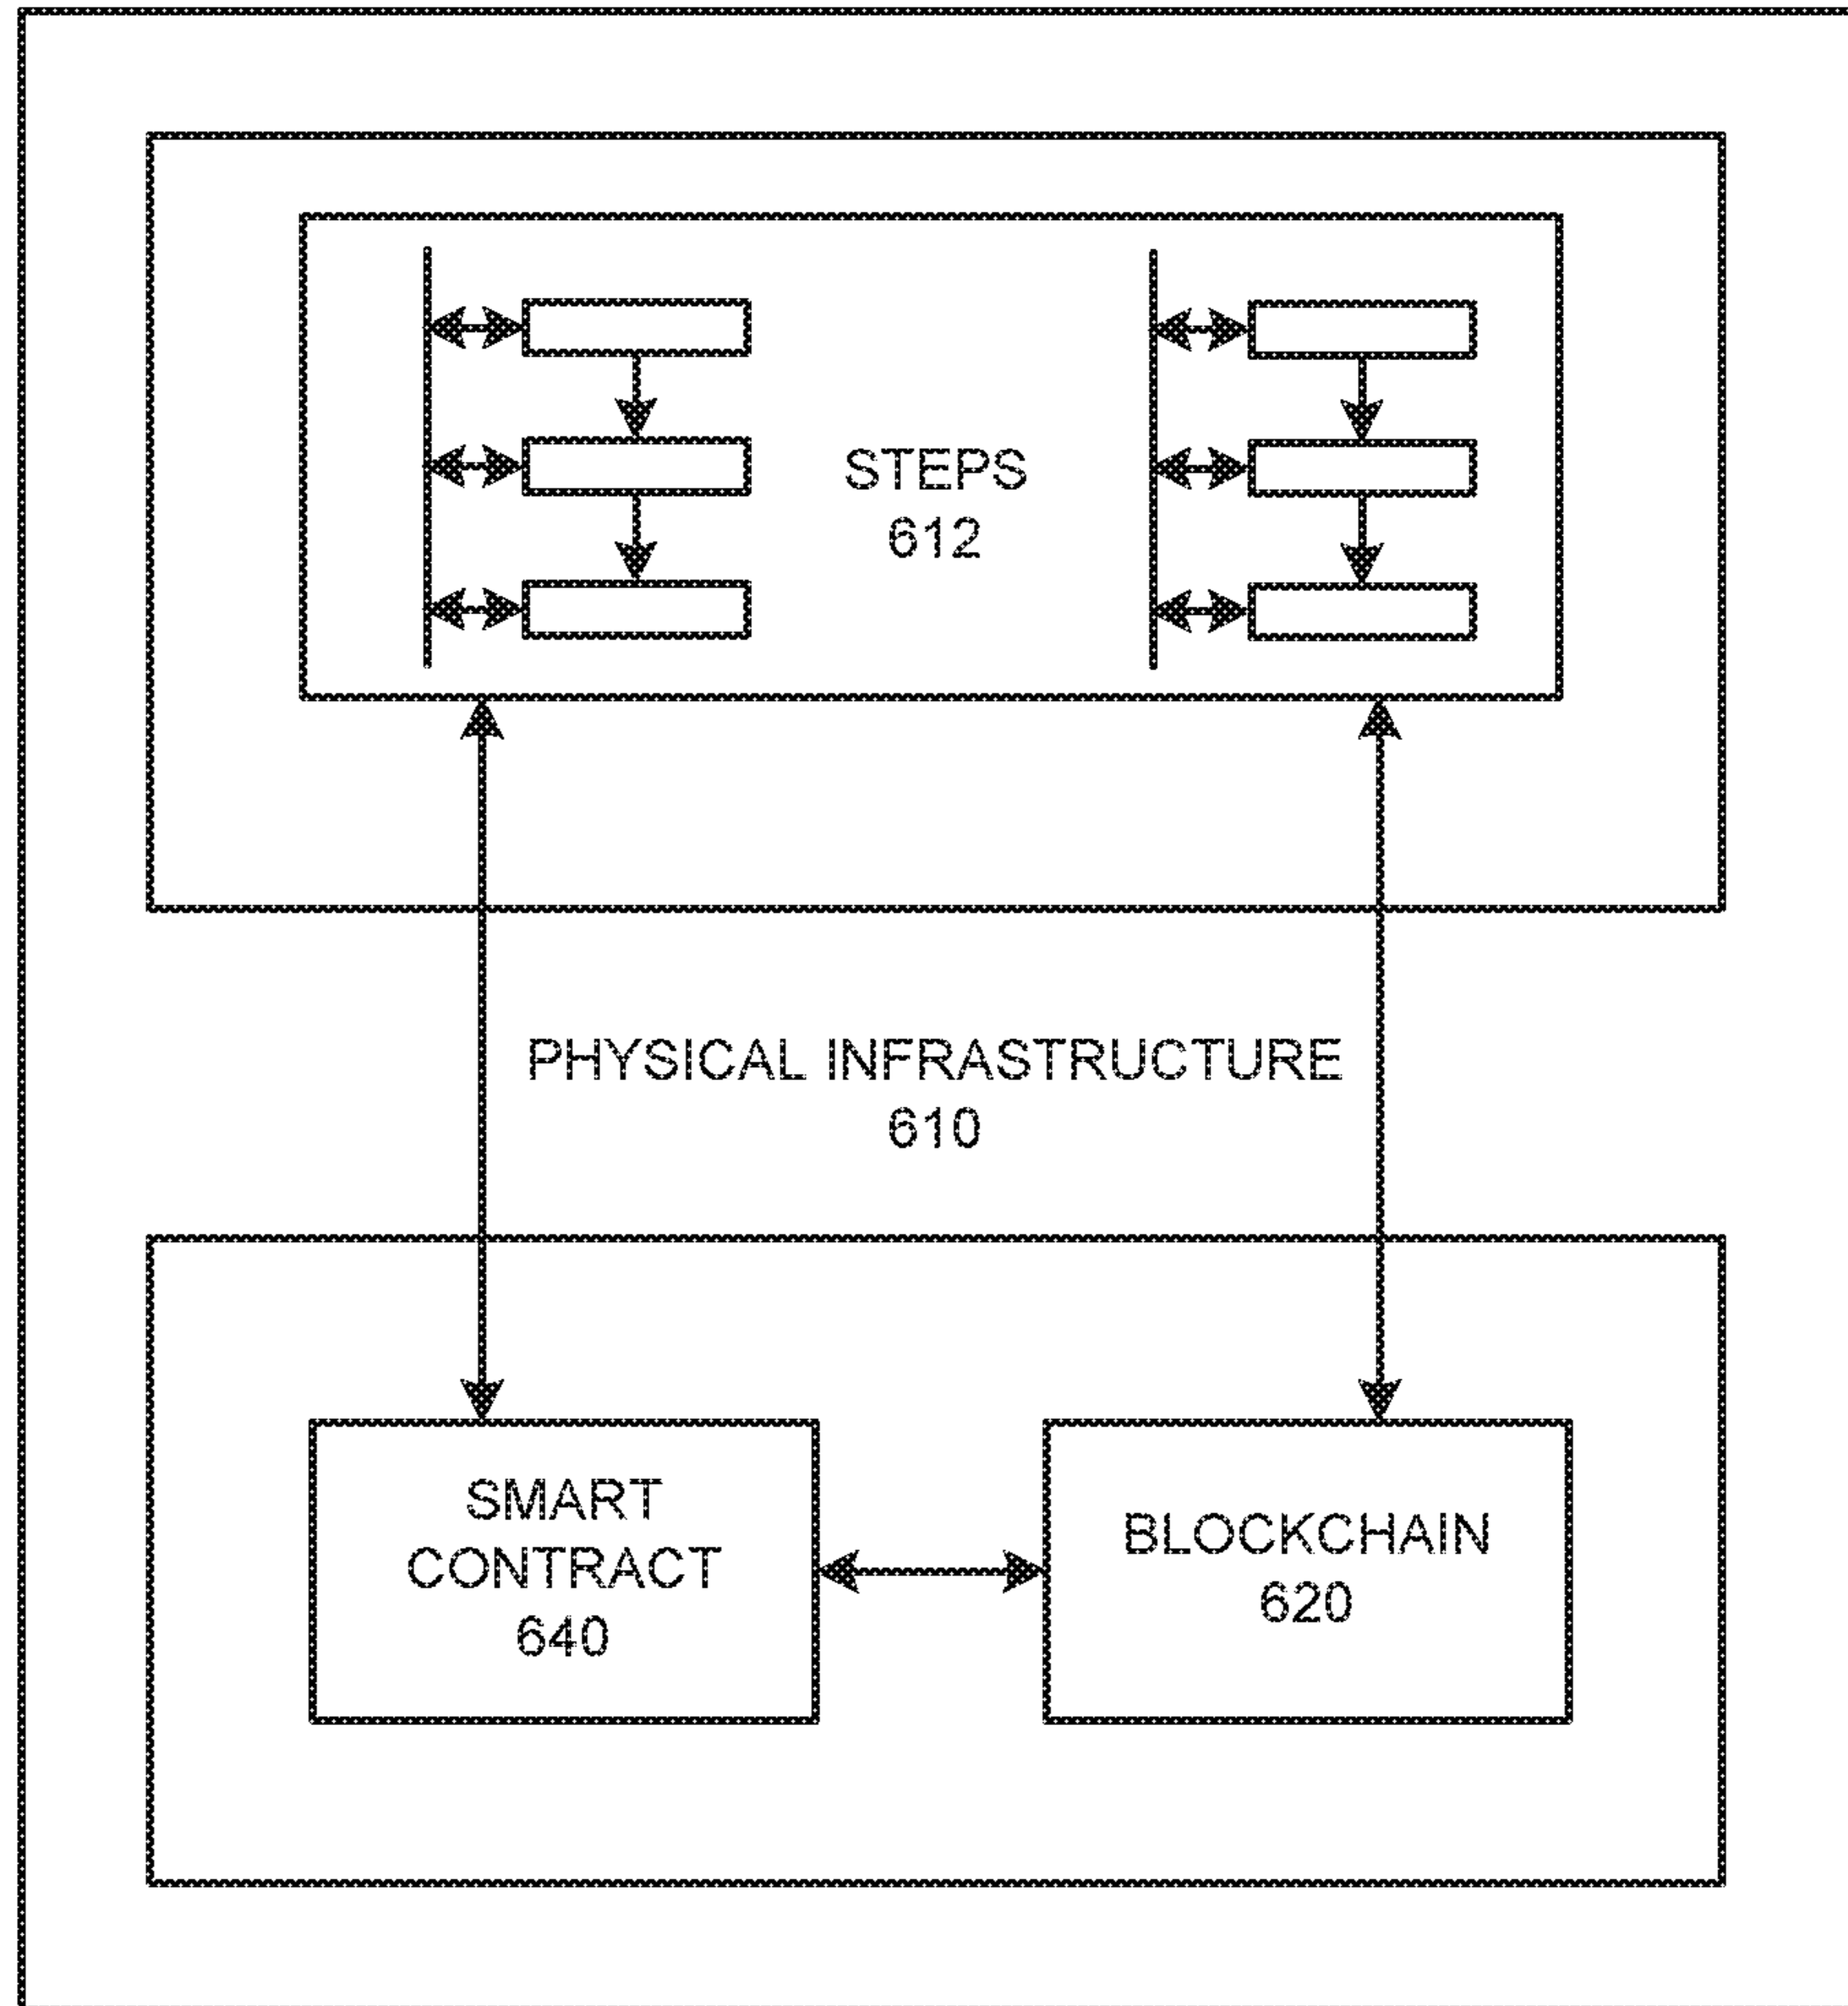 STEPS
612
PHYSICAL INFRASTRUCTURE
610
SMART
CONTRACT
640
BLOCKCHAIN
620